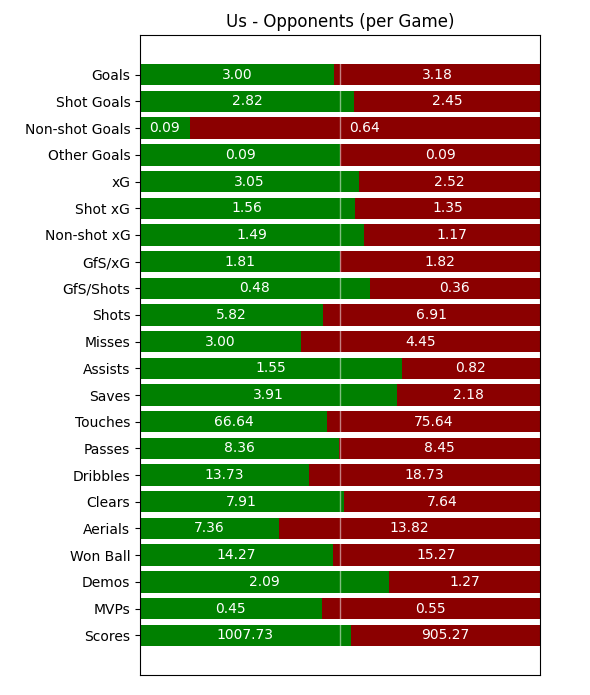 Us - Opponents (per Game)
Goals 3.00 3.18
Shot Goals 2.82 2.45
Non-shot Goals 0.09 0.64
Other Goals 0.09 0.09
xG 3.05 2.52
Shot xG 1.56 1.35
Non-shot xG 1.49 1.17
GfS/xG 1.81 1.82
GfS/Shots 0.48 0.36
Shots 5.82 6.91
Misses 3.00 4.45
Assists 1.55 0.82
Saves 3.91 2.18
Touches 66.64 75.64
Passes 8.36 8.45
Dribbles 13.73 18.73
Clears 7.91 7.64
Aerials 7.36 13.82
Won Ball 14.27 15.27
Demos 2.09 1.27
MVPs 0.45 0.55
Scores 1007.73 905.27